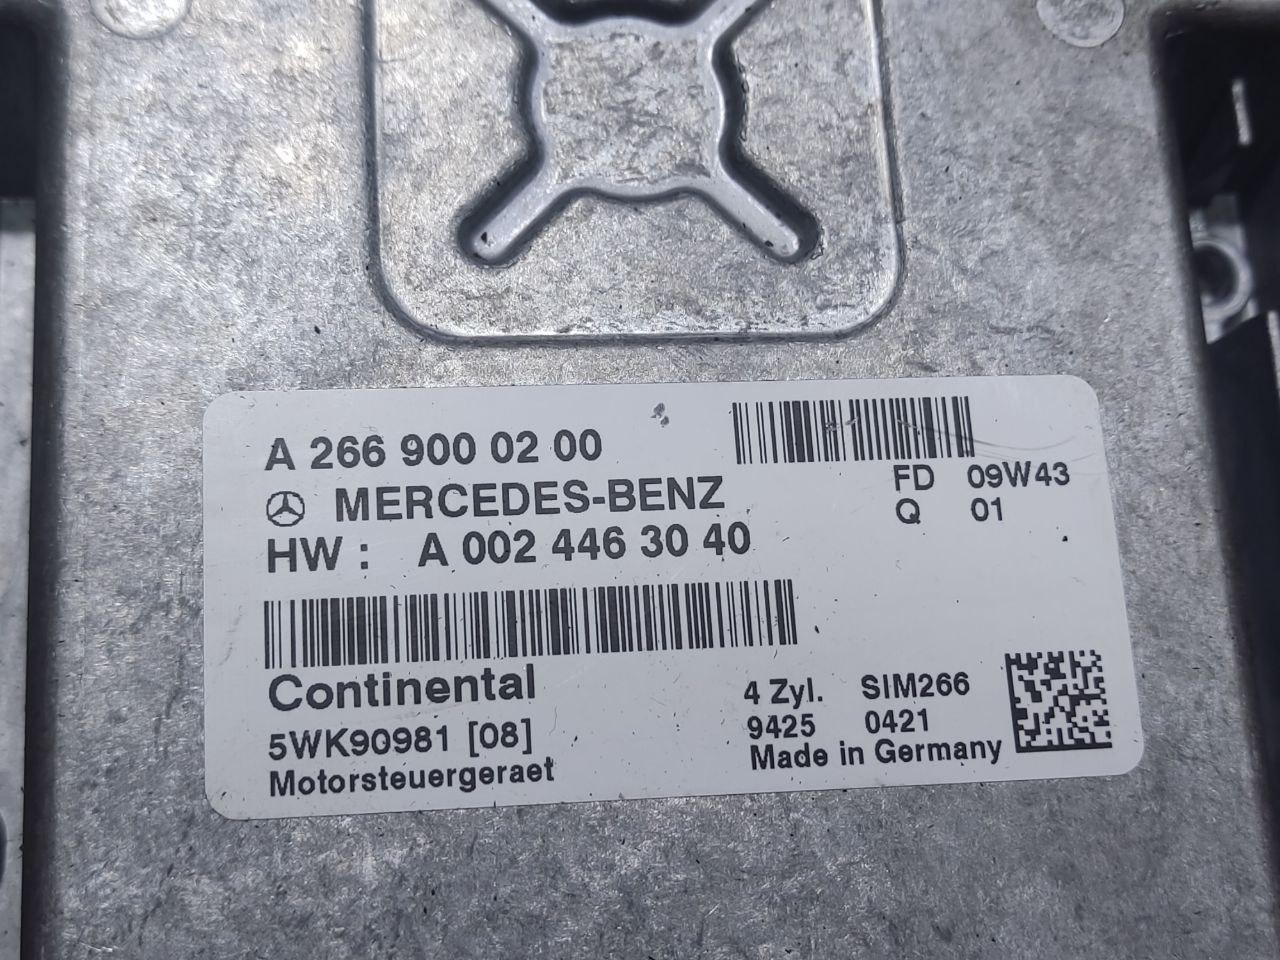 A 266 900 02 00
MERCEDES-BENZ
FD 09W43
Q 01
HW : A 002 446 30 40
Continental
5WK90981 [08]
Motorsteuergeraet
4 Zyl. SIM266
9425 0421
Made in Germany